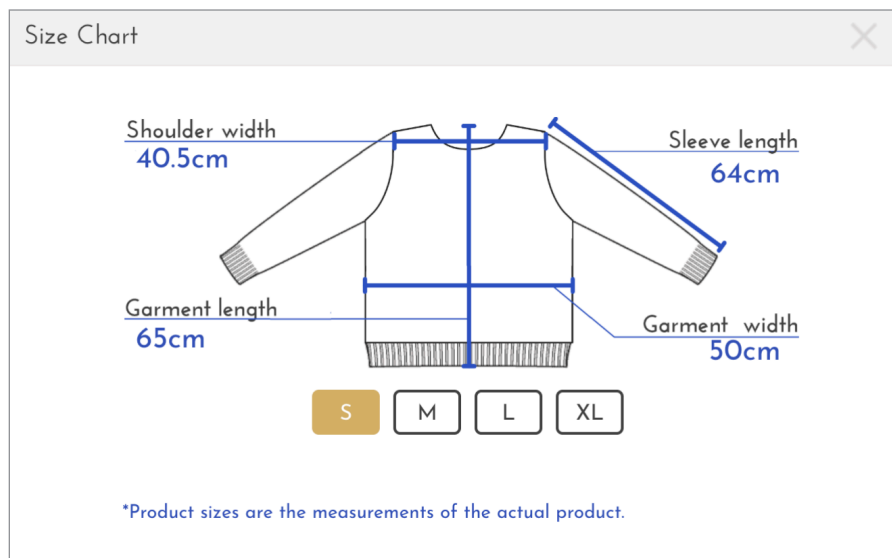 Size Chart
Shoulder width
40.5cm
Sleeve length
64cm
Garment length
65cm
Garment width
50cm
S M L XL
*Product sizes are the measurements of the actual product.